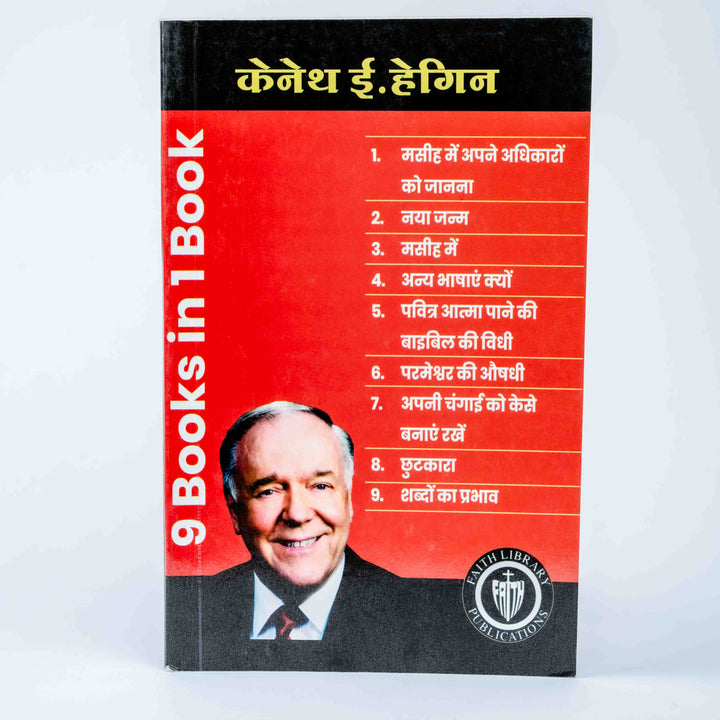 केनेथ ई.हेगिन
9 Books in 1 Book
1. मसीह में अपने अधिकारों
को जानना
2. नया जन्म
3. मसीह में
4. अन्य भाषाएं क्यों
5. पवित्र आत्मा पाने की
बाइबिल की विधी
6. परमेश्वर की औषधी
7. अपनी चंगाई को केसे
बनाएं रखें
8. छुटकारा
9. शब्दों का प्रभाव
FAITH LIBRARY
FAITH
PUBLICATIONS